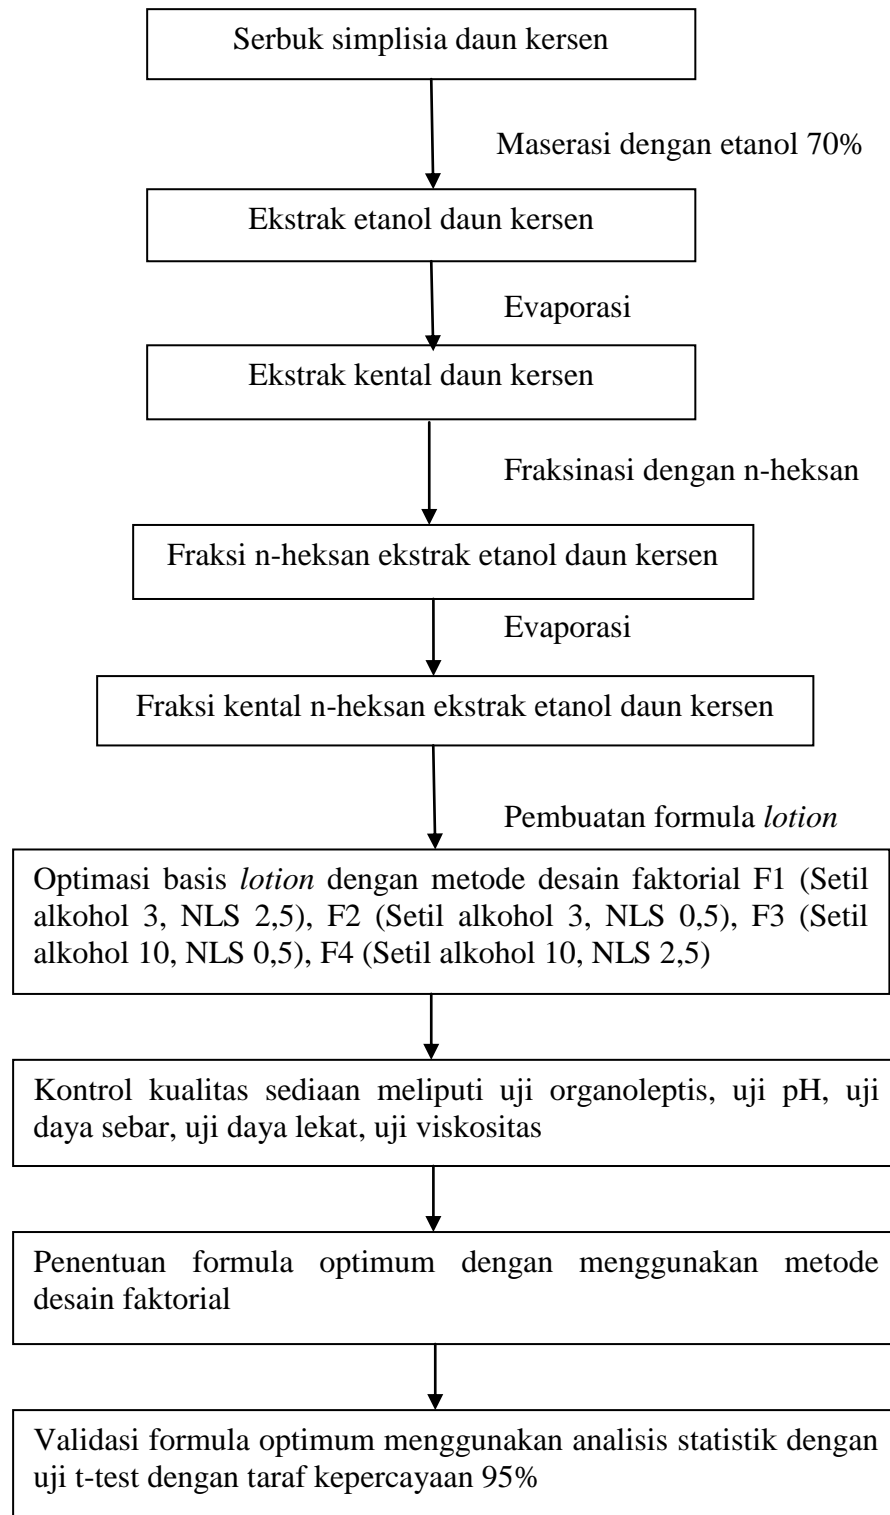 Serbuk simplisia daun kersen
Maserasi dengan etanol 70%
Ekstrak etanol daun kersen
Evaporasi
Ekstrak kental daun kersen
Fraksinasi dengan n-heksan
Fraksi n-heksan ekstrak etanol daun kersen
Evaporasi
Fraksi kental n-heksan ekstrak etanol daun kersen
Pembuatan formula lotion
Optimasi basis lotion dengan metode desain faktorial F1 (Setil
alkohol 3, NLS 2,5), F2 (Setil alkohol 3, NLS 0,5), F3 (Setil
alkohol 10, NLS 0,5), F4 (Setil alkohol 10, NLS 2,5)
Kontrol kualitas sediaan meliputi uji organoleptis, uji pH, uji
daya sebar, uji daya lekat, uji viskositas
Penentuan formula optimum dengan menggunakan metode
desain faktorial
Validasi formula optimum menggunakan analisis statistik dengan
uji t-test dengan taraf kepercayaan 95%